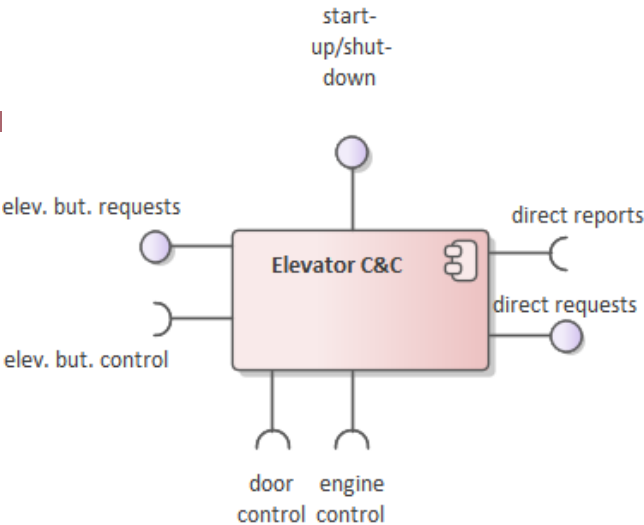 start-
up/shut-
down
elev. but. requests
direct reports
Elevator C&C
direct requests
elev. but. control
door
control
engine
control